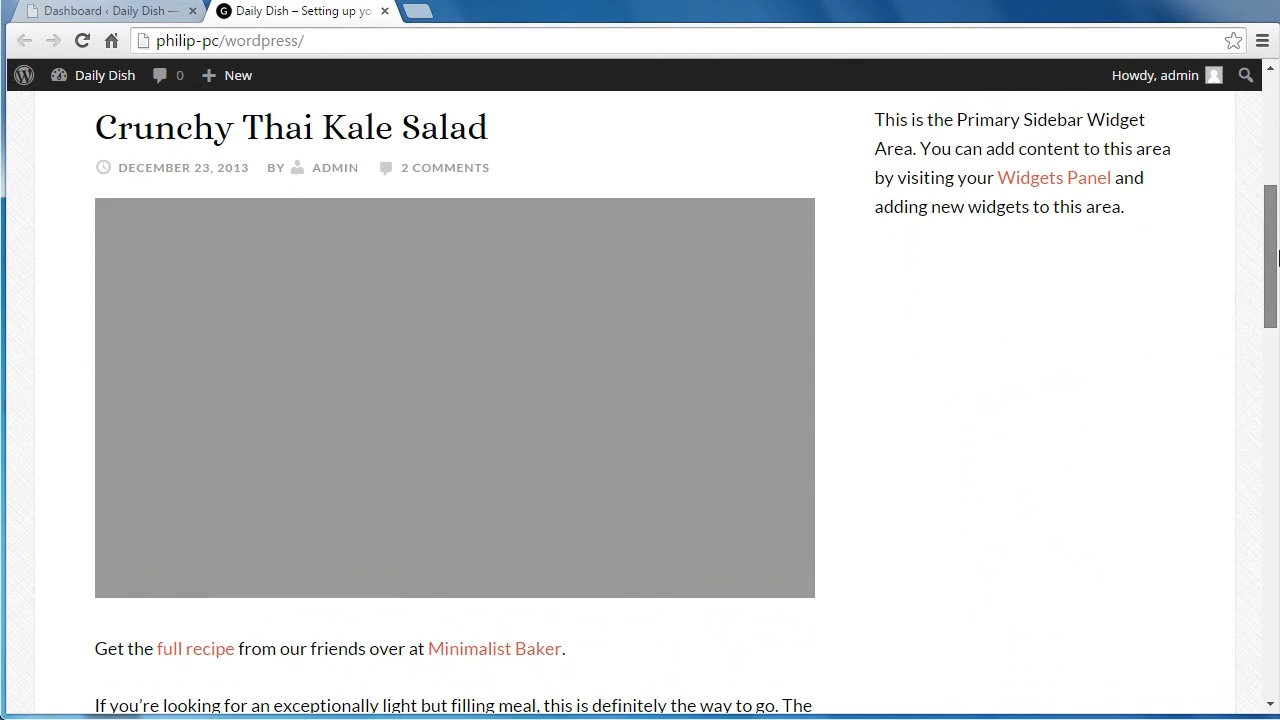 Dashboard ‹ Daily Dish —
Daily Dish – Setting up yo
philip-pc/wordpress/
Daily Dish 0 New Howdy, admin
Crunchy Thai Kale Salad
DECEMBER 23, 2013 BY ADMIN 2 COMMENTS
This is the Primary Sidebar Widget
Area. You can add content to this area
by visiting your Widgets Panel and
adding new widgets to this area.
Get the full recipe from our friends over at Minimalist Baker.
If you’re looking for an exceptionally light but filling meal, this is definitely the way to go. The